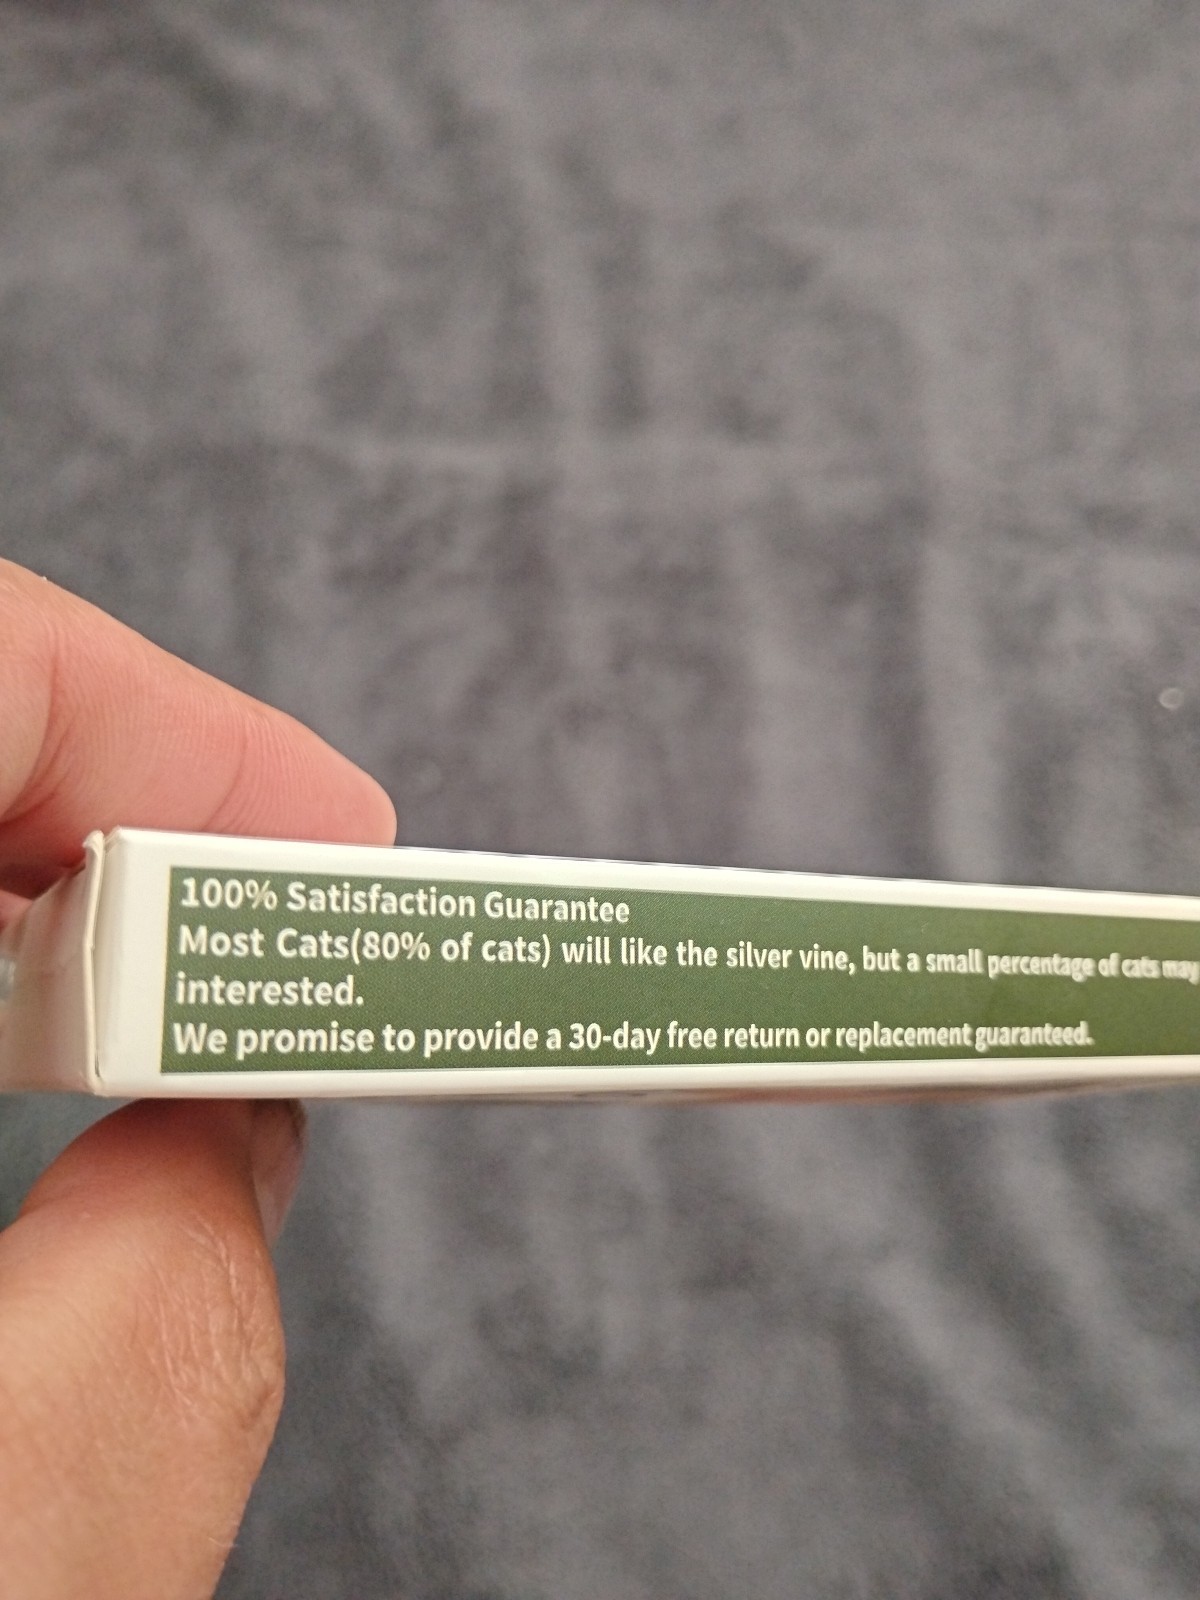 100% Satisfaction Guarantee
Most Cats(80% of cats) will like the silver vine, but a small percentage of cats may
interested.
We promise to provide a 30-day free return or replacement guaranteed.